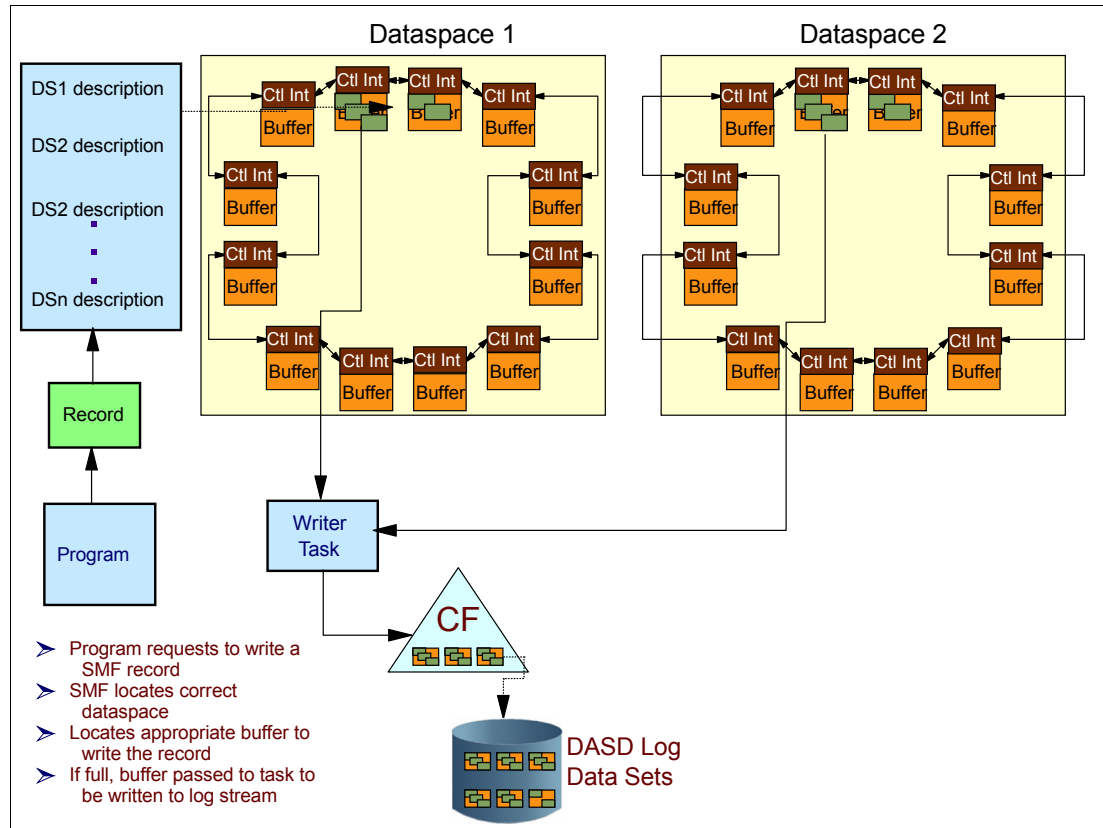 Dataspace 1
Dataspace 2
DS1 description
DS2 description
DS2 description
DSn description
Record
Program
Ctl Int
Buffer
Ctl Int
Buffer
Ctl Int
Buffer
Ctl Int
Buffer
Ctl Int
Buffer
Ctl Int
Buffer
Ctl Int
Buffer
Ctl Int
Buffer
Ctl Int
Buffer
Ctl Int
Buffer
Ctl Int
Buffer
Ctl Int
Buffer
Ctl Int
Buffer
Ctl Int
Buffer
Ctl Int
Buffer
Ctl Int
Buffer
Ctl Int
Buffer
Ctl Int
Buffer
Ctl Int
Buffer
Ctl Int
Buffer
Ctl Int
Buffer
Ctl Int
Buffer
Ctl Int
Buffer
Ctl Int
Buffer
Writer
Task
CF
DASD Log
Data Sets
Program requests to write a
SMF record
SMF locates correct
dataspace
Locates appropriate buffer to
write the record
If full, buffer passed to task to
be written to log stream